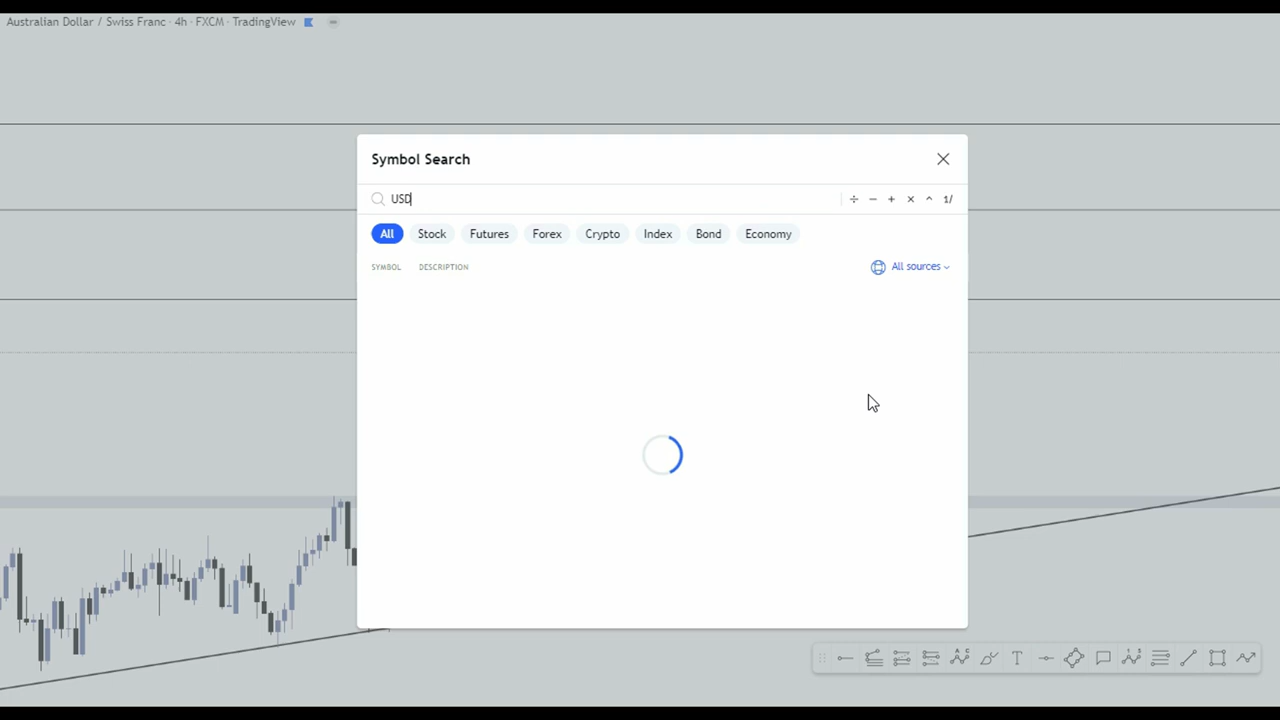 Australian Dollar / Swiss Franc · 4h · FXCM · TradingView
Symbol Search
USD
÷ − + × ^ 1/
All Stock Futures Forex Crypto Index Bond Economy
SYMBOL DESCRIPTION All sources